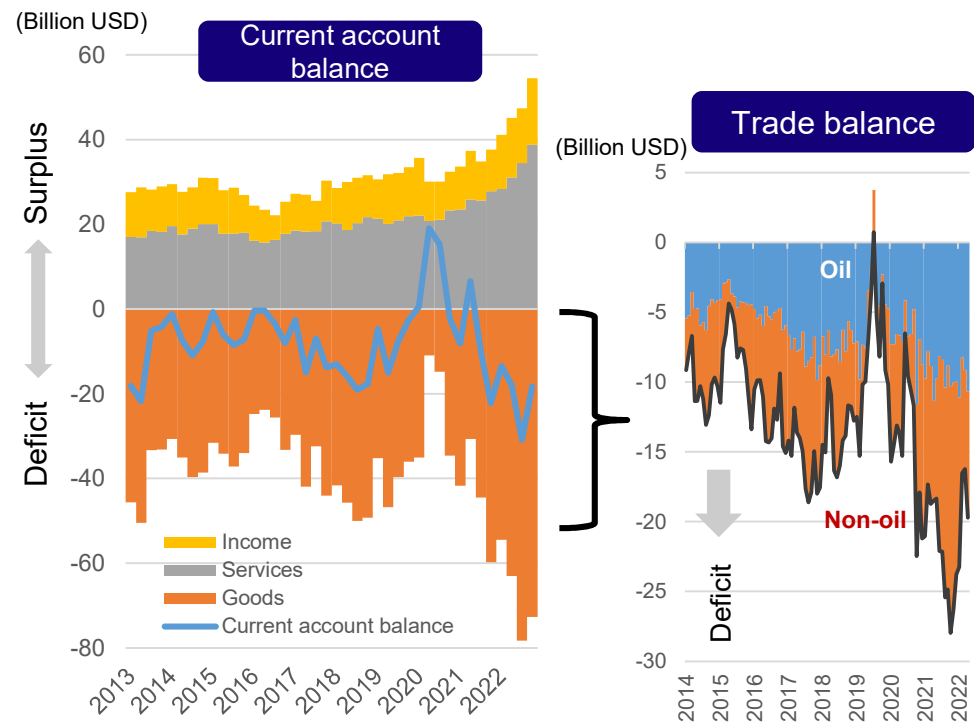 (Billion USD)
Current account
balance
60
40
20
0
-20
-40
-60
-80
Surplus
Deficit
Income
Services
Goods
Current account balance
2013
2014
2015
2016
2017
2018
2019
2020
2021
2022
Trade balance
(Billion USD)
5
0
-5
-10
-15
-20
-25
-30
Oil
Non-oil
Deficit
2014
2015
2016
2017
2018
2019
2020
2021
2022